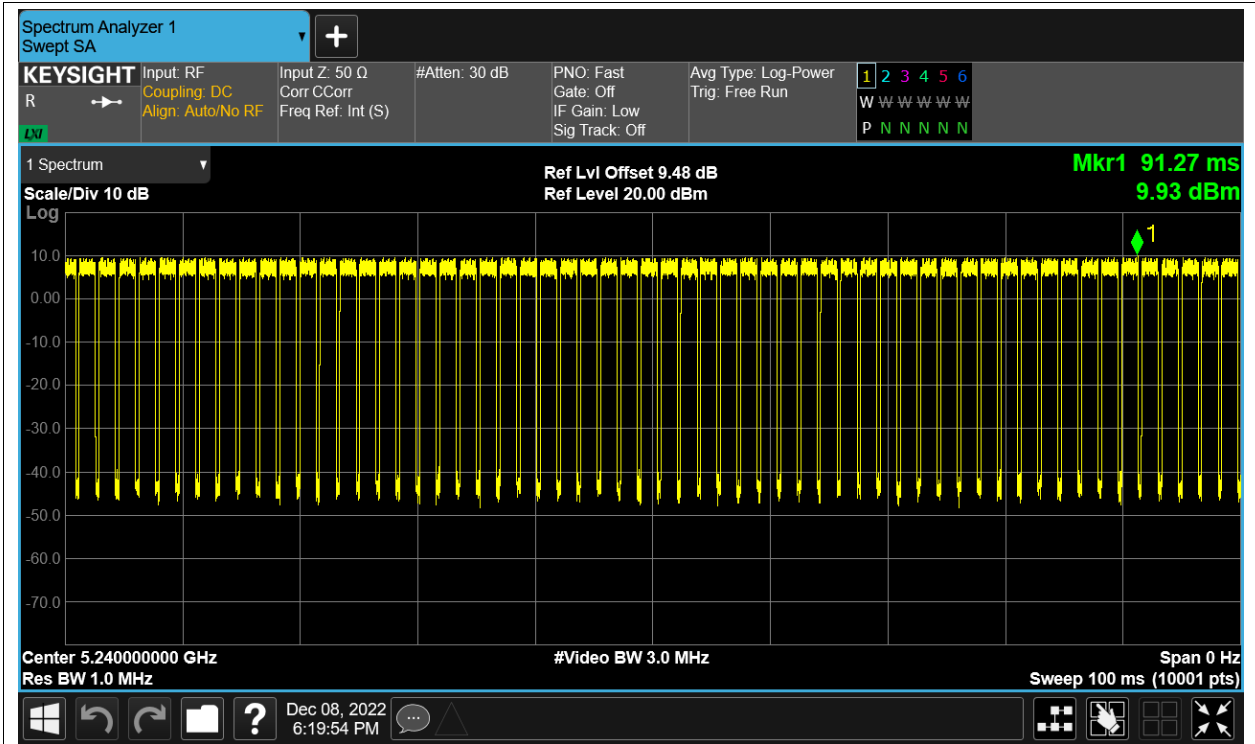 Spectrum Analyzer 1
Swept SA
KEYSIGHT
R
LXI
Input: RF
Coupling: DC
Align: Auto/No RF
Input Z: 50 Ω
Corr CCorr
Freq Ref: Int (S)
#Atten: 30 dB
PNO: Fast
Gate: Off
IF Gain: Low
Sig Track: Off
Avg Type: Log-Power
Trig: Free Run
1 2 3 4 5 6
W W W W W W
P N N N N N
1 Spectrum
Scale/Div 10 dB
Ref Lvl Offset 9.48 dB
Ref Level 20.00 dBm
Mkr1 91.27 ms
9.93 dBm
Log
1
10.0
0.00
-10.0
-20.0
-30.0
-40.0
-50.0
-60.0
-70.0
Center 5.240000000 GHz
Res BW 1.0 MHz
#Video BW 3.0 MHz
Span 0 Hz
Sweep 100 ms (10001 pts)
?
Dec 08, 2022
6:19:54 PM